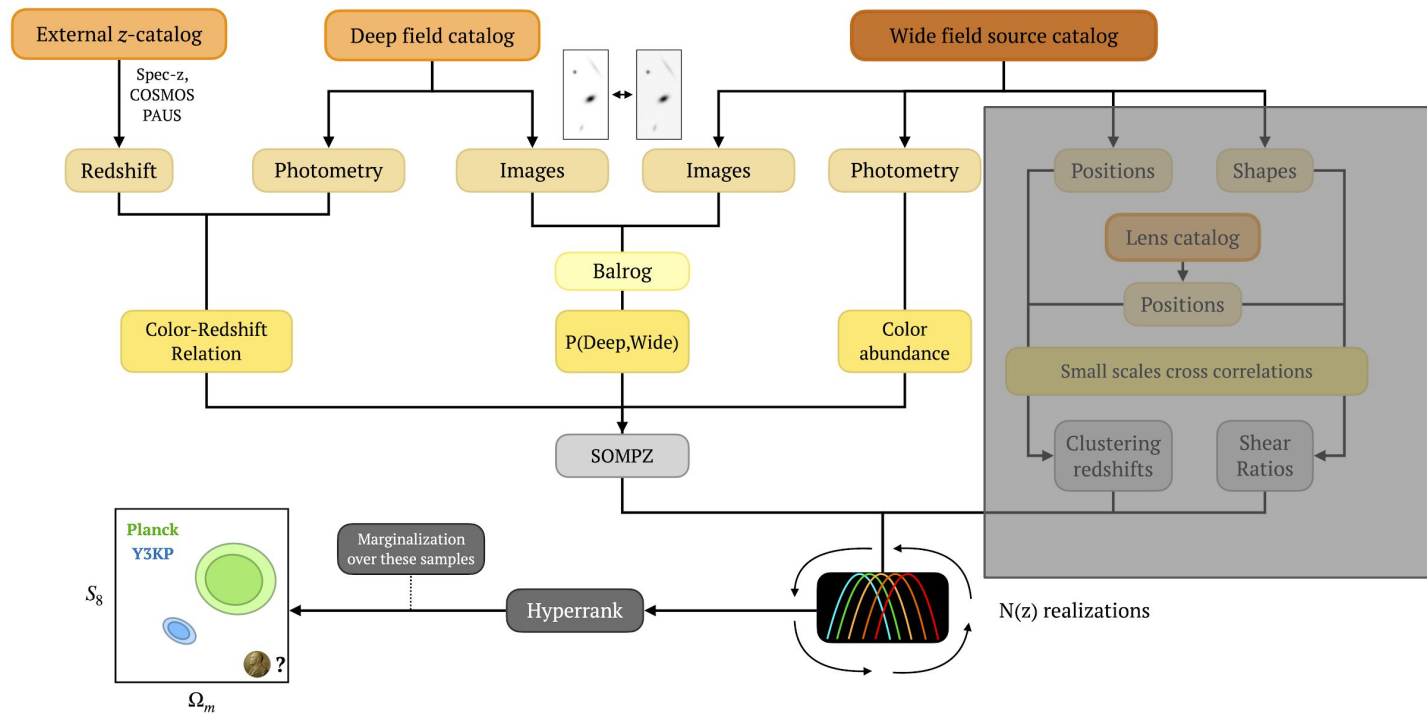 External z-catalog
Deep field catalog
Wide field source catalog
Spec-z,
COSMOS
PAUS
Redshift
Photometry
Images
Images
Photometry
Positions
Shapes
Lens catalog
Positions
Balrog
Color-Redshift
Relation
P(Deep,Wide)
Color
abundance
Small scales cross correlations
SOMPZ
Clustering
redshifts
Shear
Ratios
Planck
Y3KP
Marginalization
over these samples
S₈
Hyperrank
N(z) realizations
?
Ωₘ